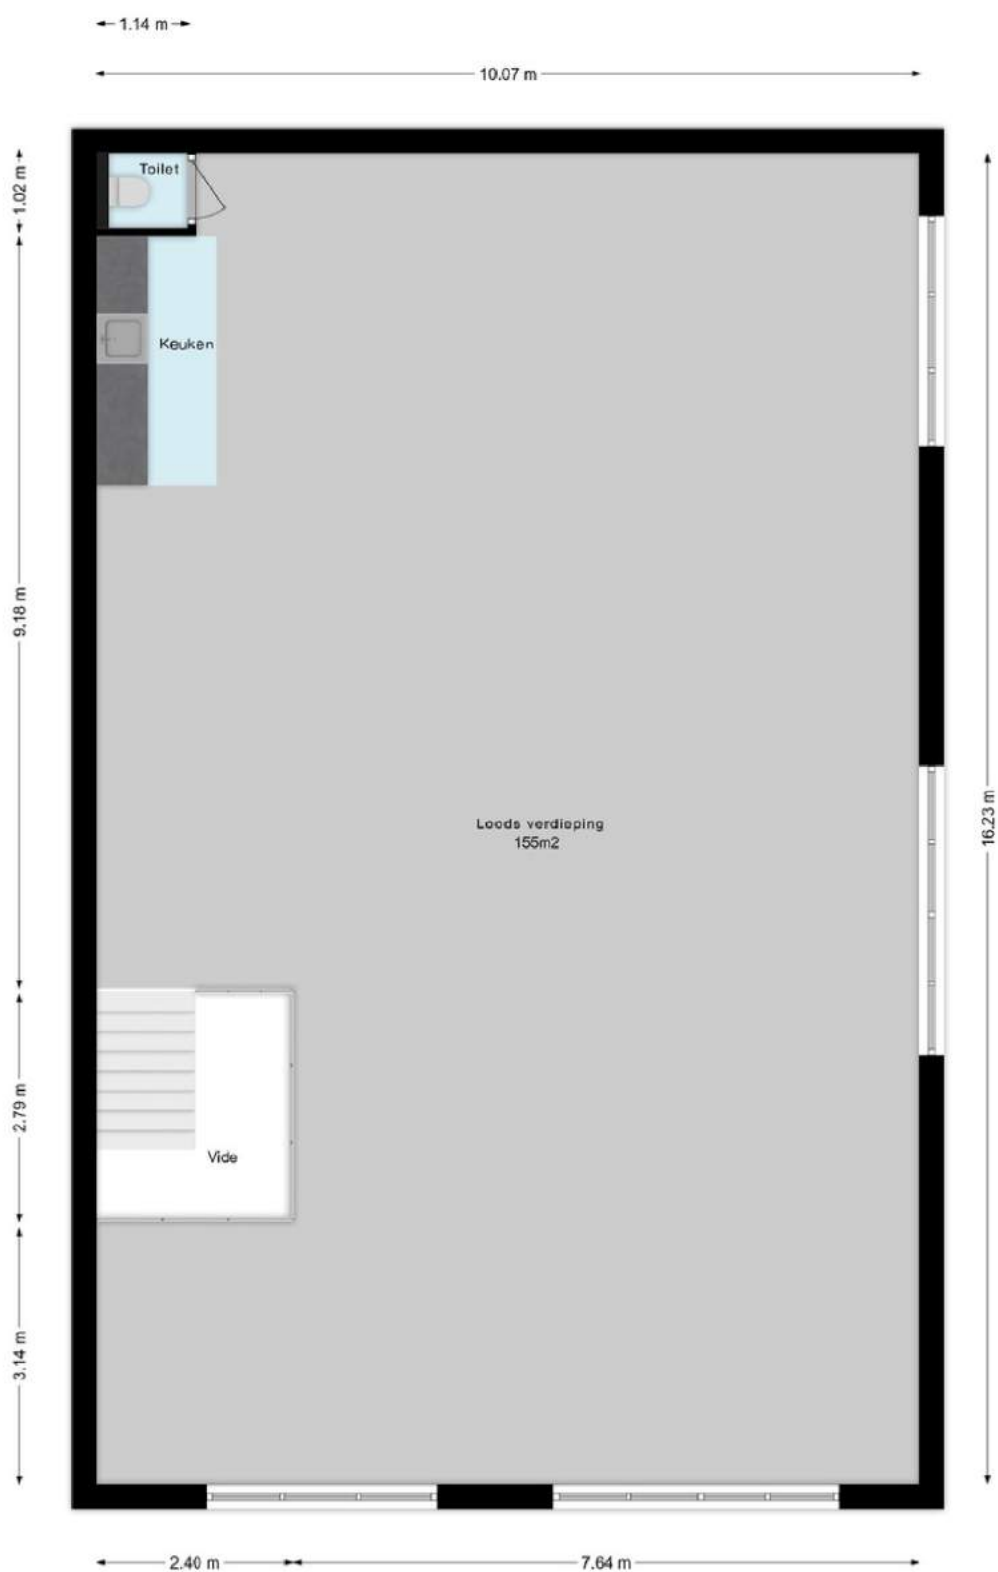 1.14 m
10.07 m
1.02 m
Toilet
Keuken
9.18 m
16.23 m
Loods verdieping
155m2
2.79 m
Vide
3.14 m
2.40 m
7.64 m